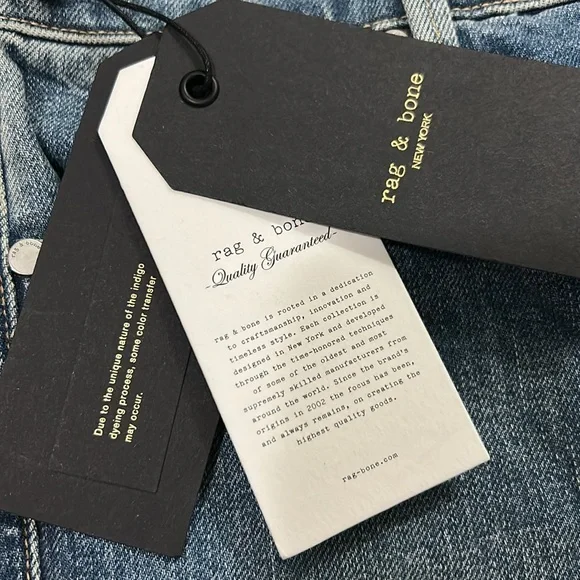 rag & bone
NEW YORK
rag & bone
-Quality Guaranteed-
rag & bone is rooted in a dedication
to craftsmanship, innovation and
timeless style. Each collection is
designed in New York and developed
through the time-honored techniques
of some of the oldest and most
supremely skilled manufacturers from
around the world. Since the brand's
origins in 2002 the focus has been,
and always remains, on creating the
highest quality goods.
rag-bone.com
Due to the unique nature of the indigo
dyeing process, some color transfer
may occur.